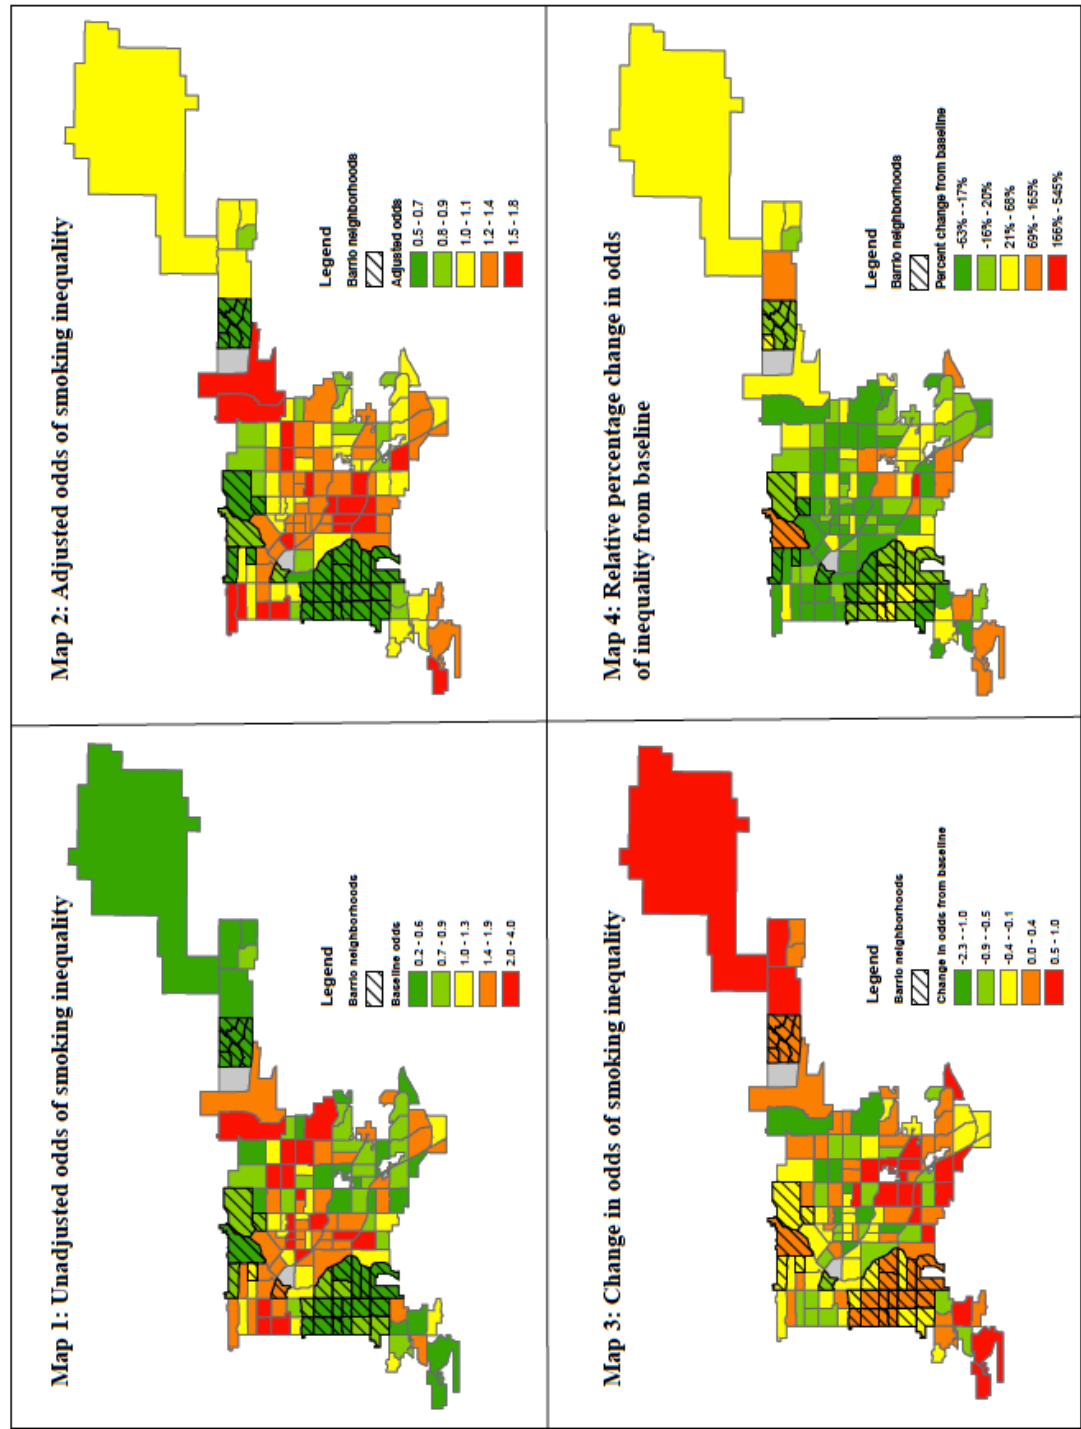 Map 1: Unadjusted odds of smoking inequality
Legend
Barrio neighborhoods
Baseline odds
0.2 - 0.6
0.7 - 0.9
1.0 - 1.3
1.4 - 1.9
2.0 - 4.0
Map 2: Adjusted odds of smoking inequality
Legend
Barrio neighborhoods
Adjusted odds
0.5 - 0.7
0.8 - 0.9
1.0 - 1.1
1.2 - 1.4
1.5 - 1.8
Map 3: Change in odds of smoking inequality
Legend
Barrio neighborhoods
Change in odds from baseline
-2.3 - -1.0
-0.9 - -0.5
-0.4 - -0.1
0.0 - 0.4
0.5 - 1.0
Map 4: Relative percentage change in odds
of inequality from baseline
Legend
Barrio neighborhoods
Percent change from baseline
-63% - -17%
-16% - 20%
21% - 68%
69% - 165%
166% - 545%